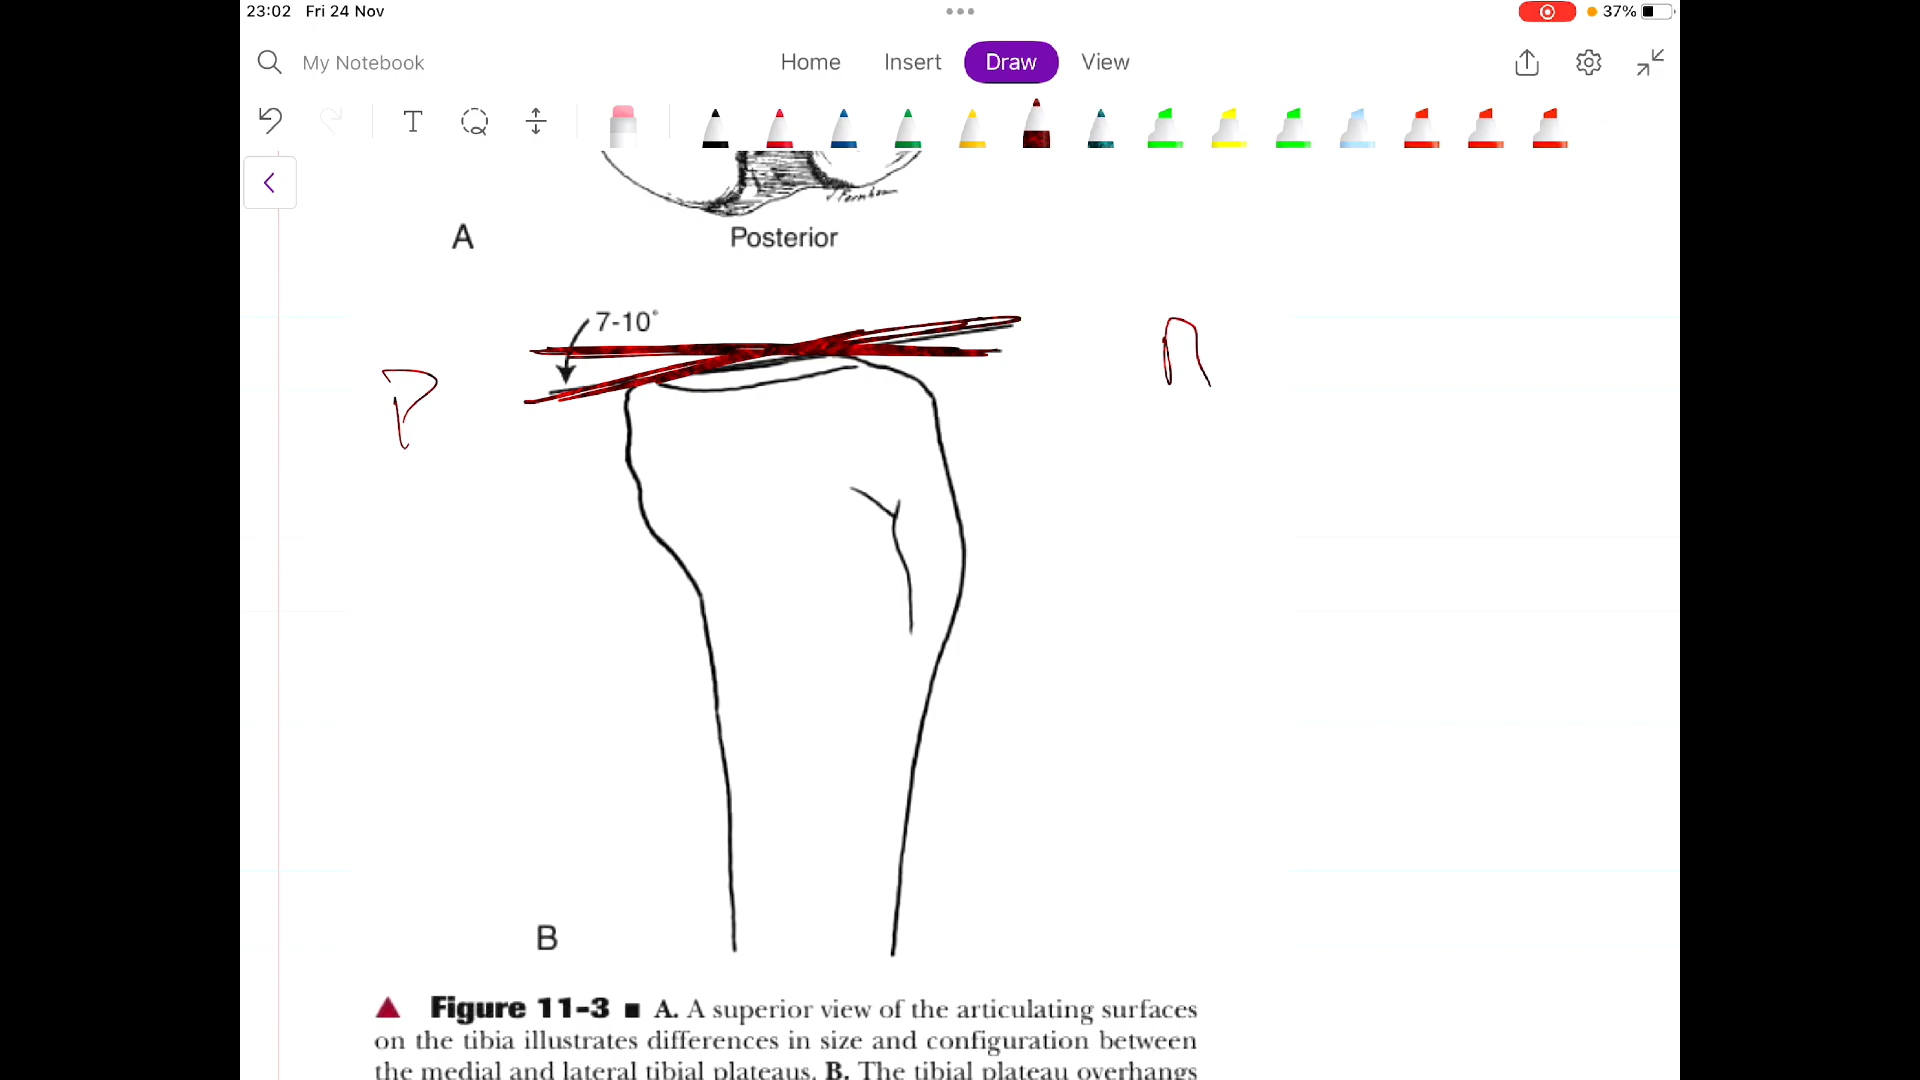 23:02 Fri 24 Nov 37%
My Notebook Home Insert Draw View
T
A
Posterior
7-10°
P
B
▲ Figure 11-3 ■ A. A superior view of the articulating surfaces
on the tibia illustrates differences in size and configuration between
the medial and lateral tibial plateaus. B. The tibial plateau overhangs